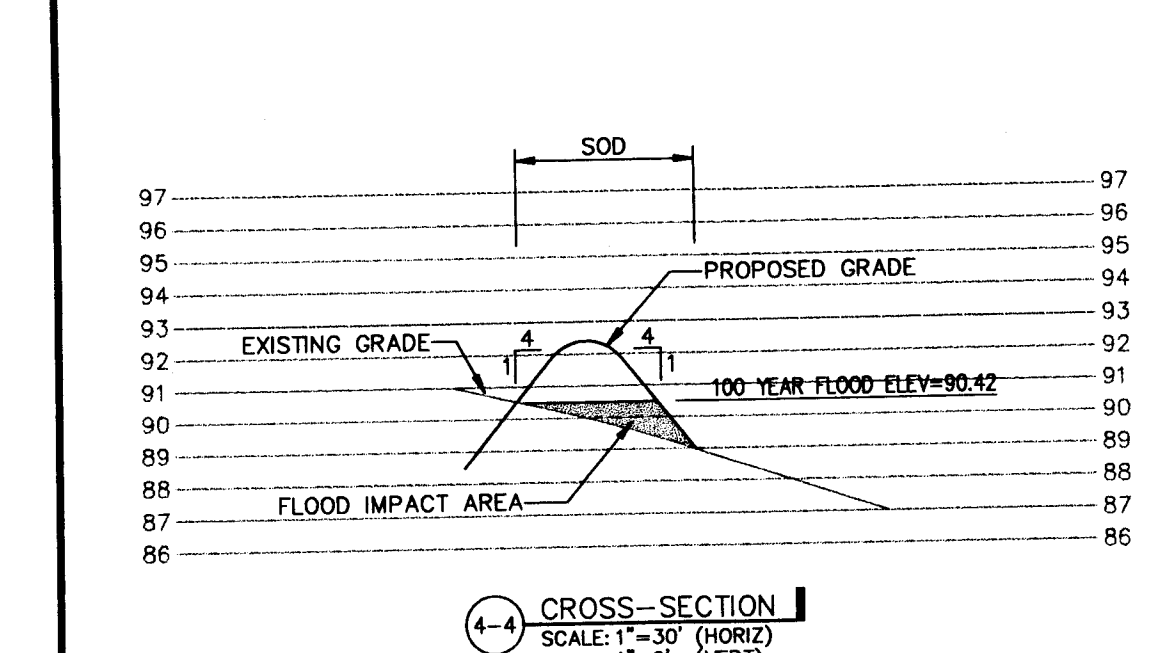 SOD
97 97
96 96
95 95
PROPOSED GRADE
94 94
93 93
EXISTING GRADE 4 4
92 1 1 92
91 100 YEAR FLOOD ELEV=90.42 91
90 90
89 89
88 88
FLOOD IMPACT AREA
87 87
86 86
4-4 CROSS-SECTION
SCALE: 1"=30' (HORIZ)
(VERT)